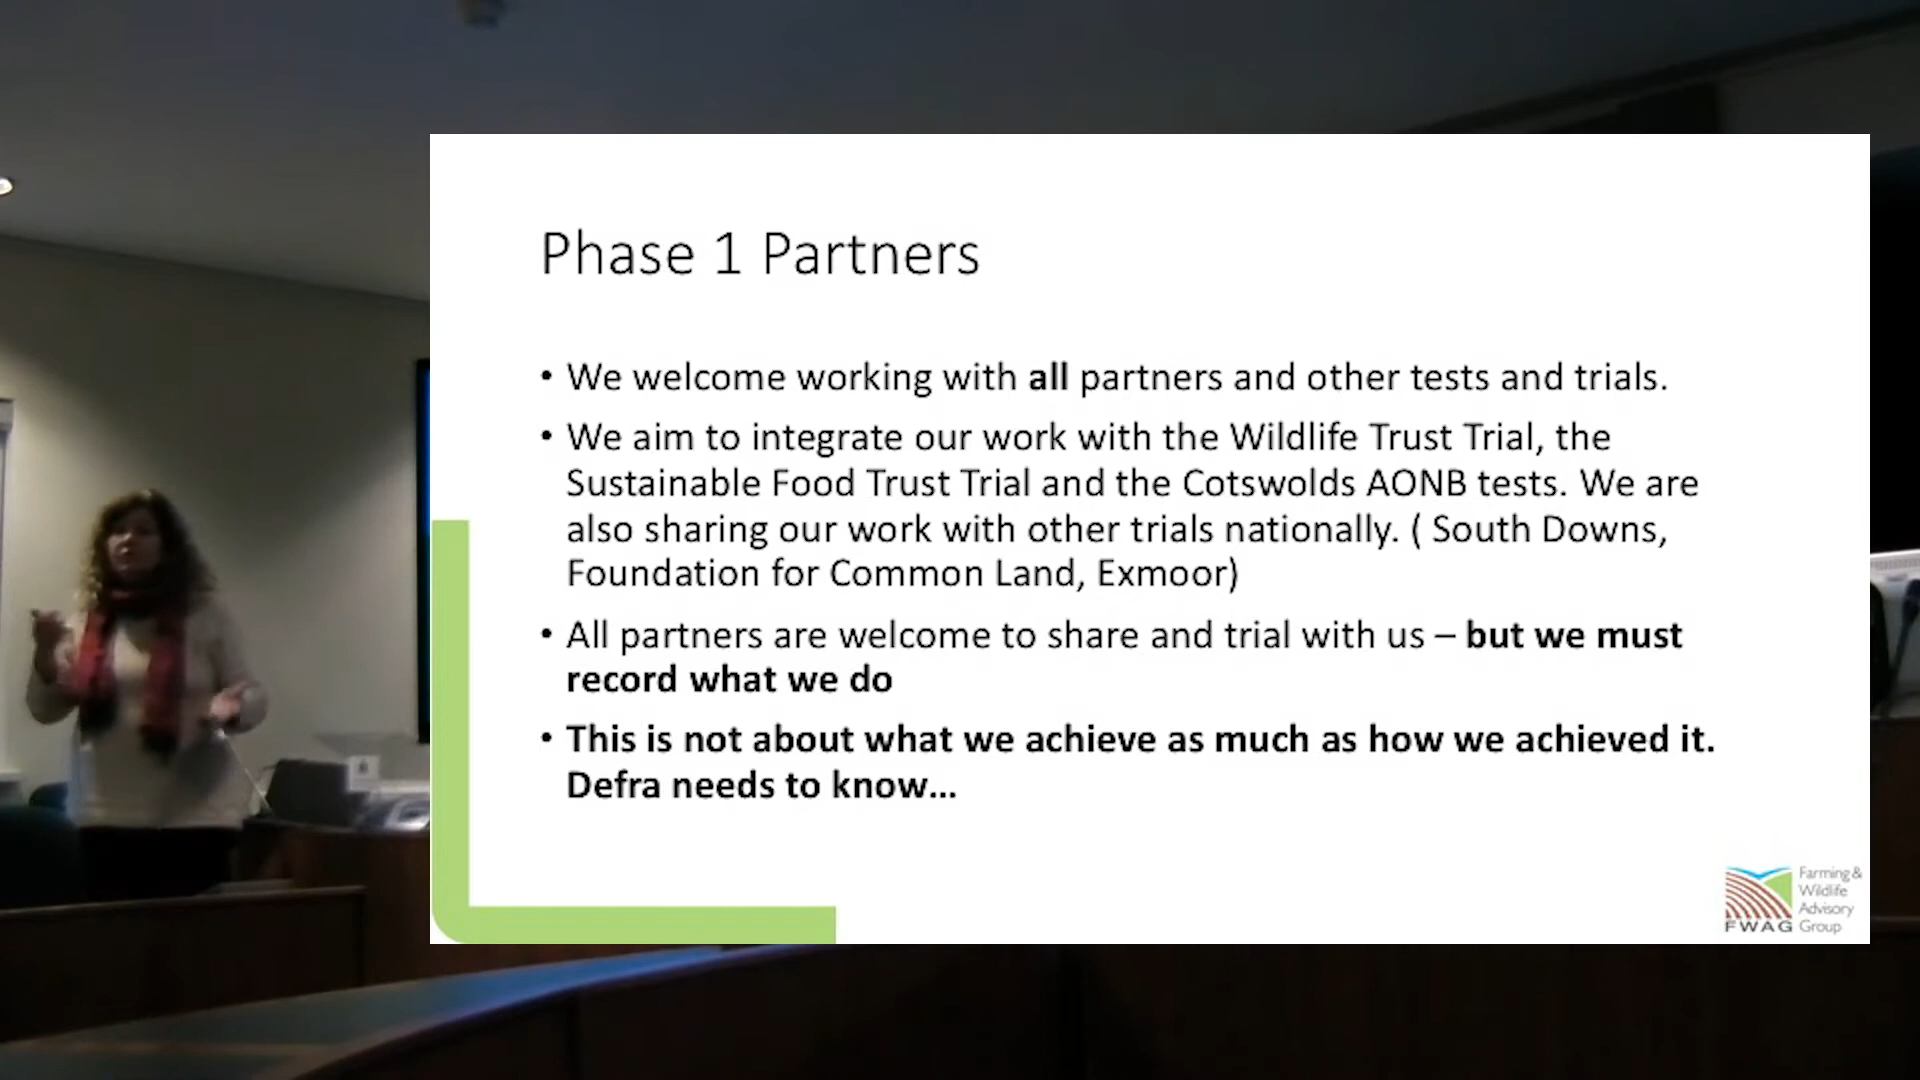 Phase 1 Partners
• We welcome working with all partners and other tests and trials.
• We aim to integrate our work with the Wildlife Trust Trial, the
Sustainable Food Trust Trial and the Cotswolds AONB tests. We are
also sharing our work with other trials nationally. ( South Downs,
Foundation for Common Land, Exmoor)
• All partners are welcome to share and trial with us – but we must
record what we do
• This is not about what we achieve as much as how we achieved it.
Defra needs to know...
Farming &
Wildlife
Advisory
Group
FWAG